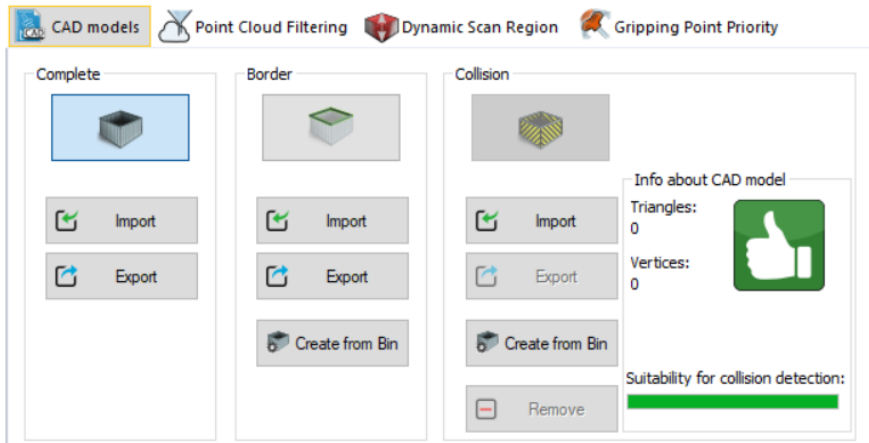 CAD models
Point Cloud Filtering
Dynamic Scan Region
Gripping Point Priority
Complete
Import
Export
Border
Import
Export
Create from Bin
Collision
Import
Export
Create from Bin
Remove
Info about CAD model
Triangles:
0
Vertices:
0
Suitability for collision detection: